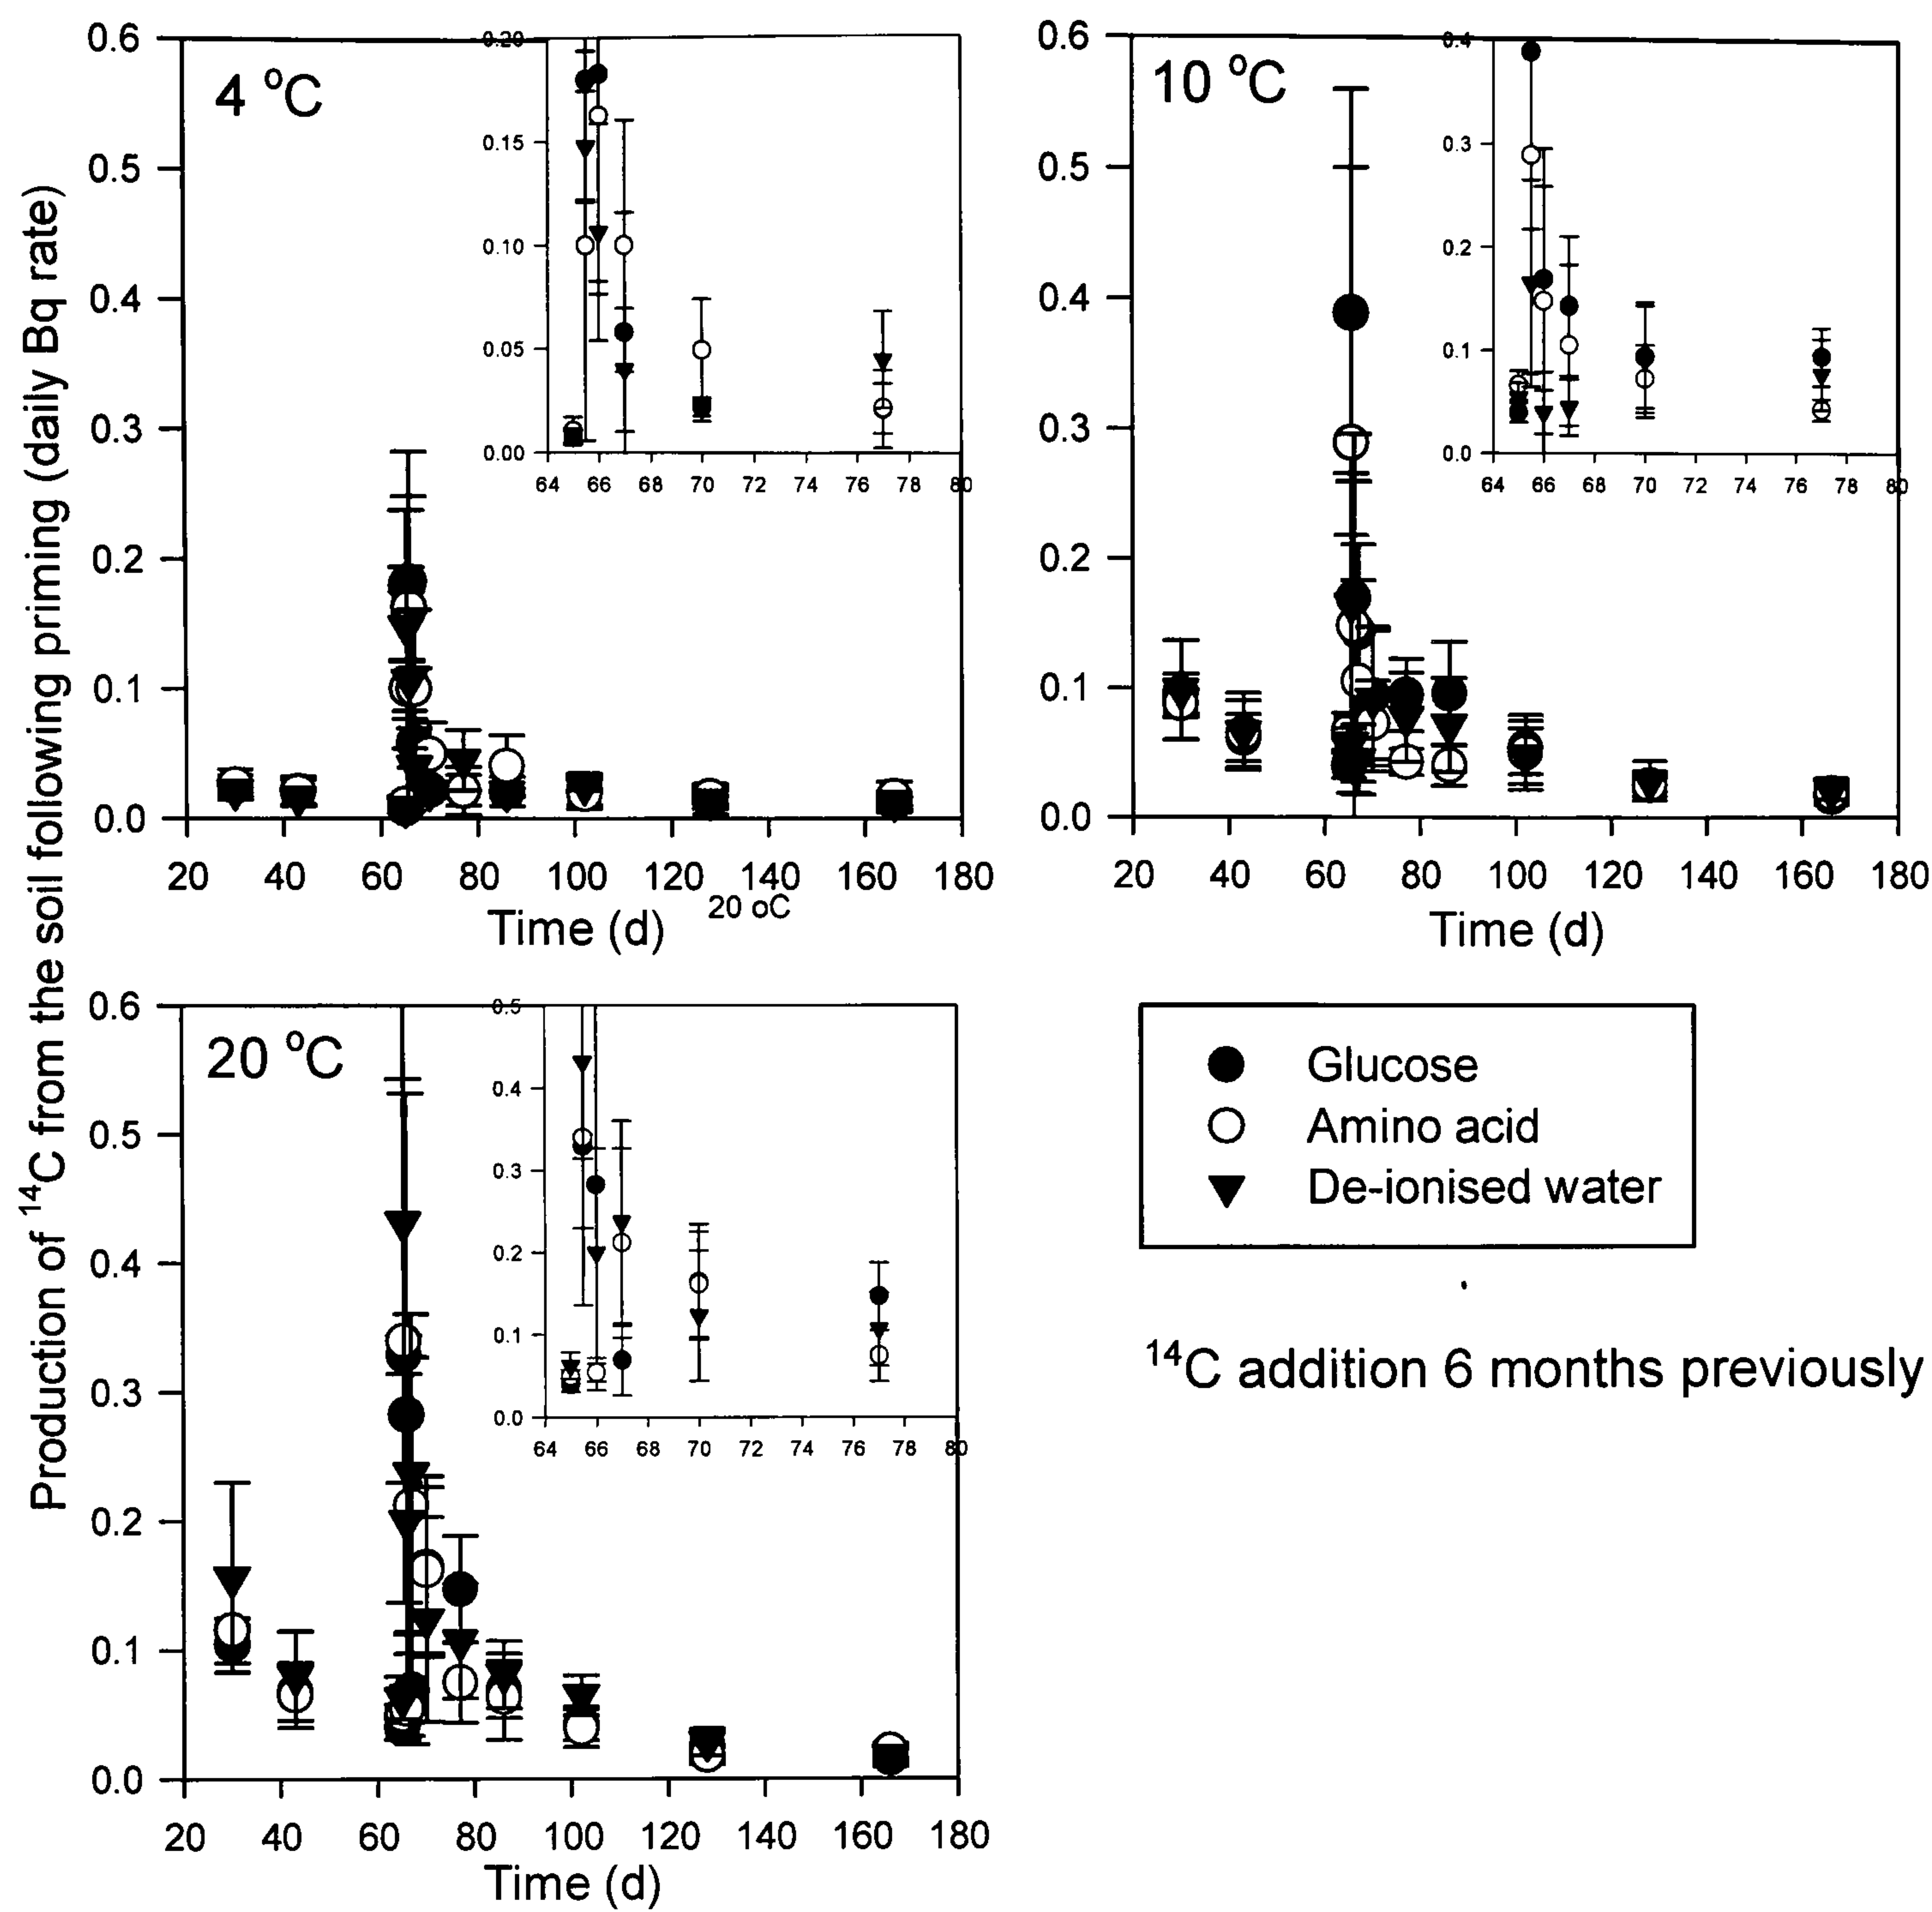 Production of ¹⁴C from the soil following priming (daily Bq rate)
4 °C
0.6
0.5
0.4
0.3
0.2
0.1
0.0
20 40 60 80 100 120 140 160 180
Time (d)
20 oC
0.20
0.15
0.10
0.05
0.00
64 66 68 70 72 74 76 78 80
10 °C
0.6
0.5
0.4
0.3
0.2
0.1
0.0
20 40 60 80 100 120 140 160 180
Time (d)
0.4
0.3
0.2
0.1
0.0
64 66 68 70 72 74 76 78 80
20 °C
0.6
0.5
0.4
0.3
0.2
0.1
0.0
20 40 60 80 100 120 140 160 180
Time (d)
0.5
0.4
0.3
0.2
0.1
0.0
64 66 68 70 72 74 76 78 80
Glucose
Amino acid
De-ionised water
¹⁴C addition 6 months previously